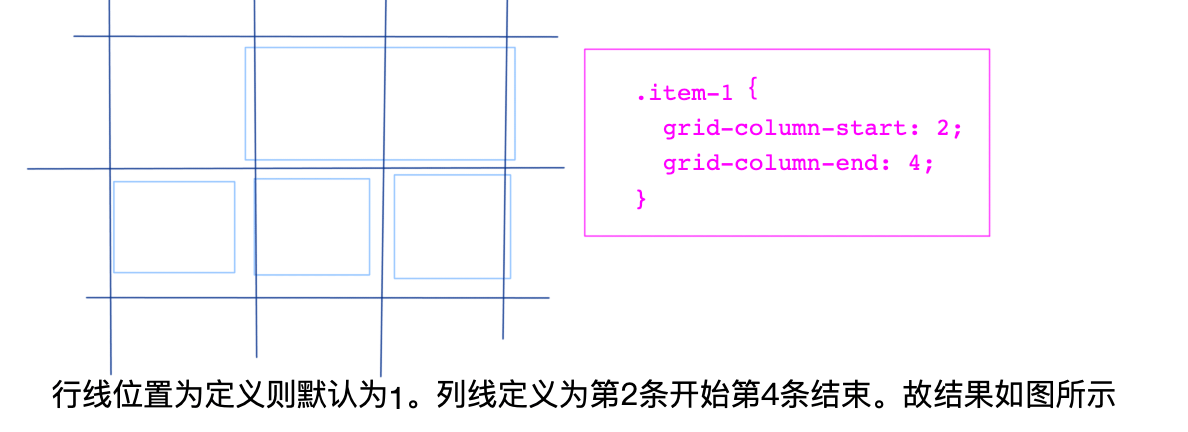 .item-1 {
grid-column-start: 2;
grid-column-end: 4;
}
行线位置为定义则默认为1。列线定义为第2条开始第4条结束。故结果如图所示